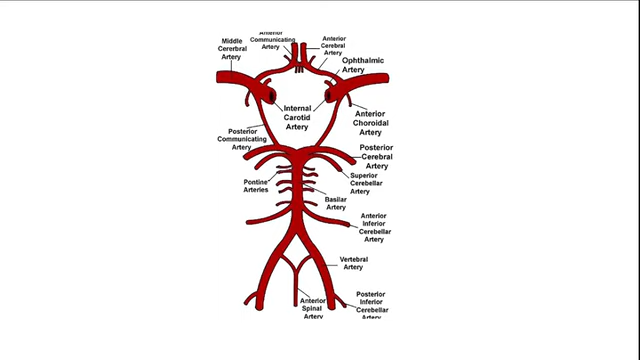 Anterior
Communicating
Artery
Anterior
Cerebral
Artery
Middle
Cererbral
Artery
Ophthalmic
Artery
Internal
Carotid
Artery
Anterior
Choroidal
Artery
Posterior
Communicating
Artery
Posterior
Cerebral
Artery
Superior
Cerebellar
Artery
Pontine
Arteries
Basilar
Artery
Anterior
Inferior
Cerebellar
Artery
Vertebral
Artery
Anterior
Spinal
Artery
Posterior
Inferior
Cerebellar
Artery